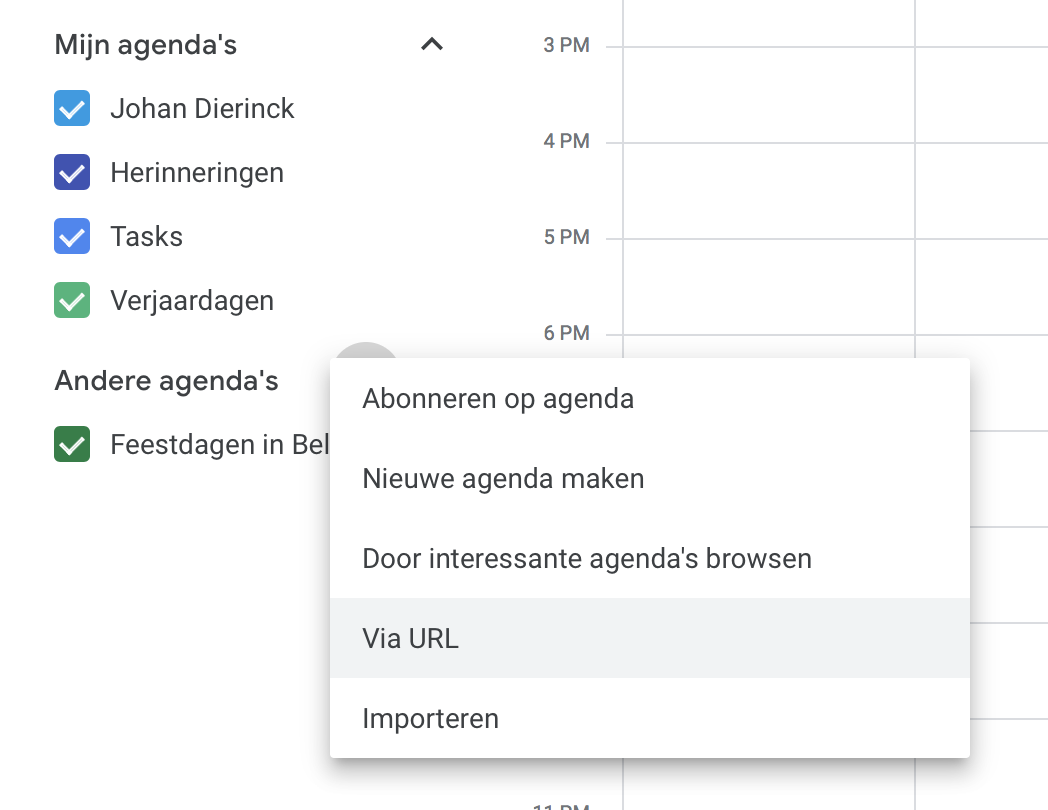 Mijn agenda's
Johan Dierinck
Herinneringen
Tasks
Verjaardagen
Andere agenda's
Feestdagen in Bel
3 PM
4 PM
5 PM
6 PM
Abonneren op agenda
Nieuwe agenda maken
Door interessante agenda's browsen
Via URL
Importeren
11 PM